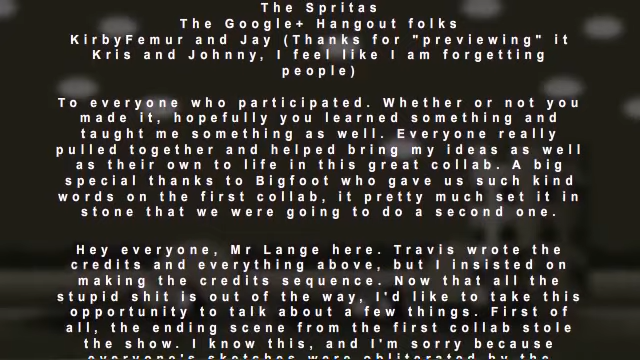 The Spritas
The Google+ Hangout folks
KirbyFemur and Jay (Thanks for "previewing" it
Kris and Johnny, I feel like I am forgetting
people)
To everyone who participated. Whether or not you
made it, hopefully you learned something and
taught me something as well. Everyone really
pulled together and helped bring my ideas as well
as their own to life in this great collab. A big
special thanks to Bigfoot who gave us such kind
words on the first collab, it pretty much set it in
stone that we were going to do a second one.
Hey everyone, Mr Lange here. Travis wrote the
credits and everything above, but I insisted on
making the credits sequence. Now that all the
stupid shit is out of the way, I'd like to take this
opportunity to talk about a few things. First of
all, the ending scene from the first collab stole
the show. I know this, and I'm sorry because
everyone's sketches were obliterated by the